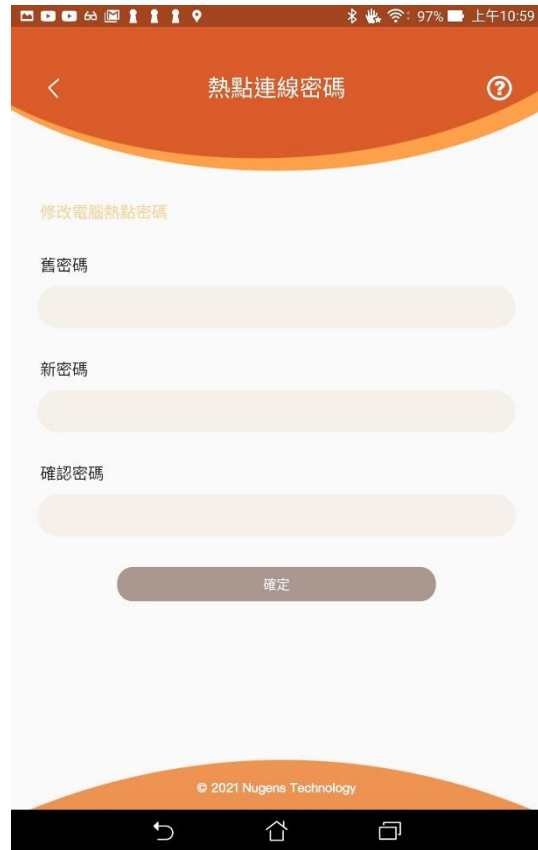 97% 上午10:59
熱點連線密碼
修改電腦熱點密碼
舊密碼
新密碼
確認密碼
確定
© 2021 Nugens Technology